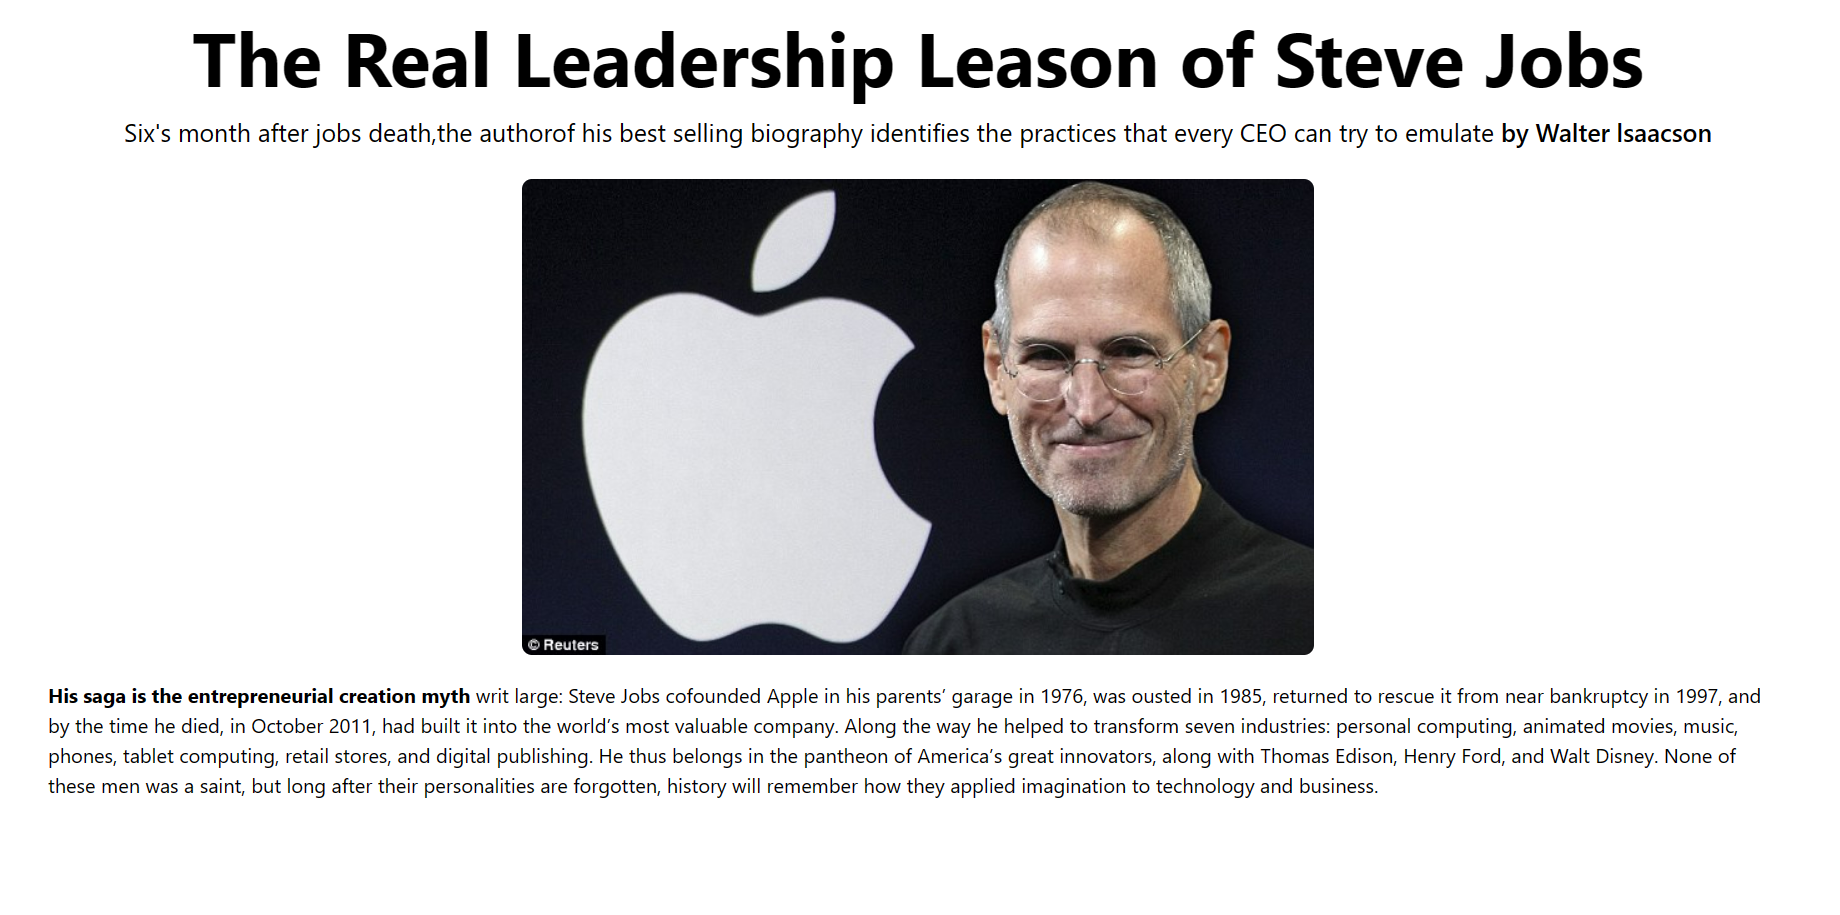 The Real Leadership Leason of Steve Jobs
Six's month after jobs death,the authorof his best selling biography identifies the practices that every CEO can try to emulate by Walter Isaacson
© Reuters
His saga is the entrepreneurial creation myth writ large: Steve Jobs cofounded Apple in his parents’ garage in 1976, was ousted in 1985, returned to rescue it from near bankruptcy in 1997, and
by the time he died, in October 2011, had built it into the world’s most valuable company. Along the way he helped to transform seven industries: personal computing, animated movies, music,
phones, tablet computing, retail stores, and digital publishing. He thus belongs in the pantheon of America’s great innovators, along with Thomas Edison, Henry Ford, and Walt Disney. None of
these men was a saint, but long after their personalities are forgotten, history will remember how they applied imagination to technology and business.